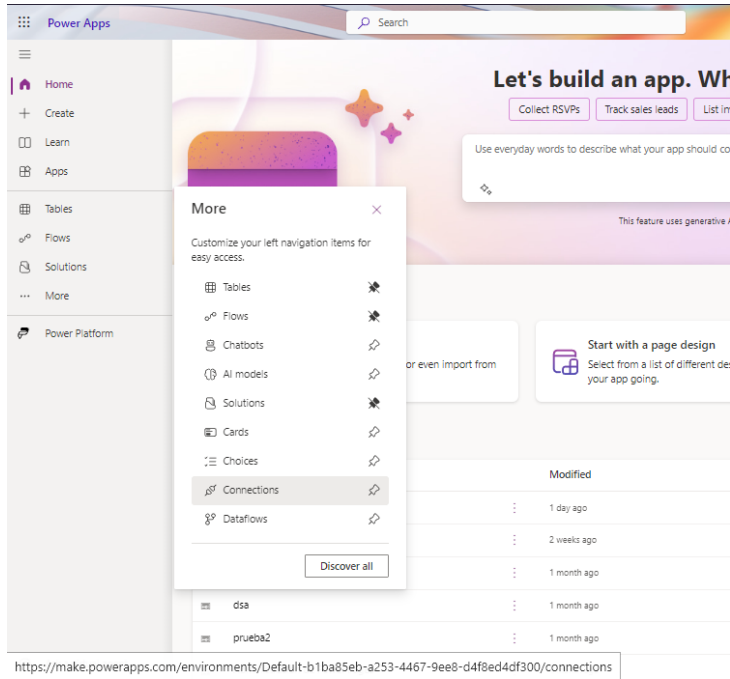 Power Apps
Search
Home
Create
Learn
Apps
Tables
Flows
Solutions
More
Power Platform
Let's build an app. Wh
Collect RSVPs
Track sales leads
List in
Use everyday words to describe what your app should co
This feature uses generative A
More
Customize your left navigation items for
easy access.
Tables
Flows
Chatbots
AI models
Solutions
Cards
Choices
Connections
Dataflows
Discover all
or even import from
Start with a page design
Select from a list of different des
your app going.
Modified
1 day ago
2 weeks ago
1 month ago
dsa
1 month ago
prueba2
1 month ago
https://make.powerapps.com/environments/Default-b1ba85eb-a253-4467-9ee8-d4f8ed4df300/connections